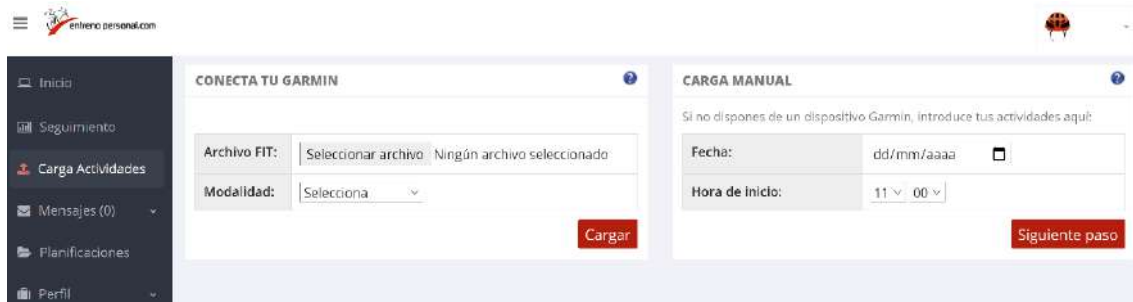 entreno personal.com
Inicio
Seguimiento
Carga Actividades
Mensajes (0)
Planificaciones
Perfil
CONECTA TU GARMIN
Archivo FIT: Seleccionar archivo Ningún archivo seleccionado
Modalidad: Selecciona
Cargar
CARGA MANUAL
Si no dispones de un dispositivo Garmin, introduce tus actividades aquí:
Fecha: dd/mm/aaaa
Hora de inicio: 11 00
Siguiente paso